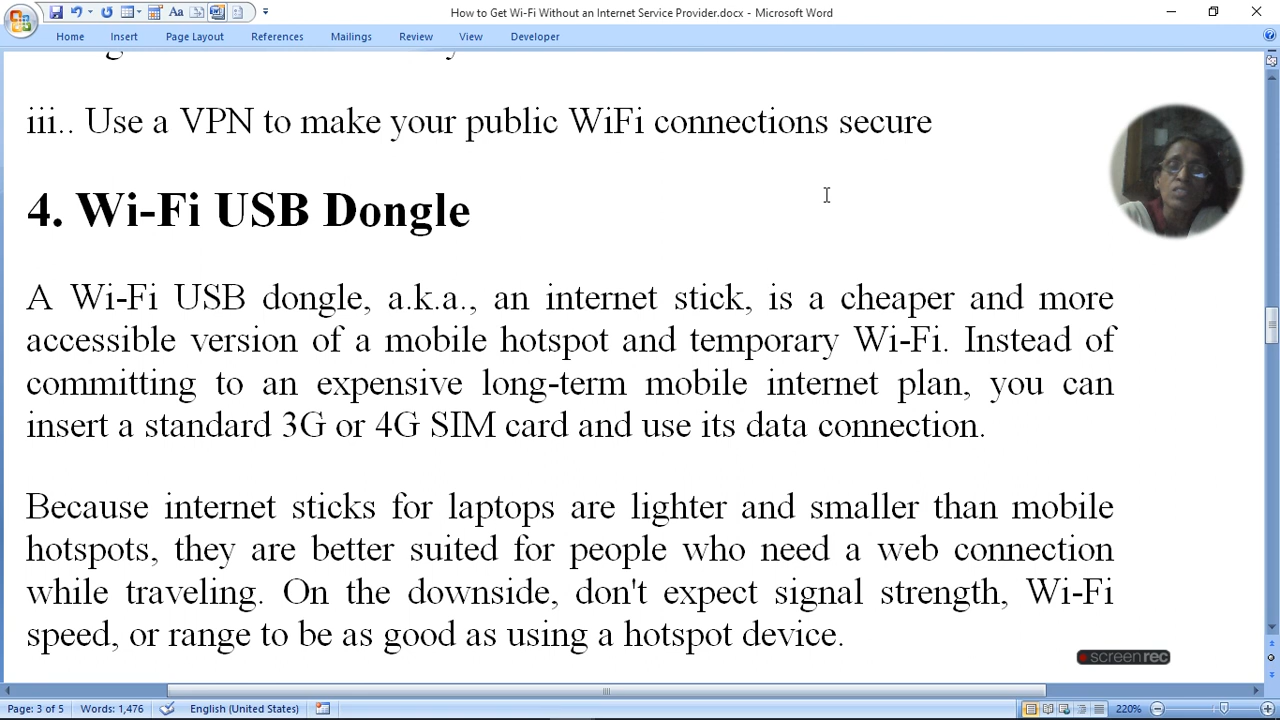 How to Get Wi-Fi Without an Internet Service Provider.docx - Microsoft Word
Home Insert Page Layout References Mailings Review View Developer
iii.. Use a VPN to make your public WiFi connections secure
4. Wi-Fi USB Dongle
A Wi-Fi USB dongle, a.k.a., an internet stick, is a cheaper and more
accessible version of a mobile hotspot and temporary Wi-Fi. Instead of
committing to an expensive long-term mobile internet plan, you can
insert a standard 3G or 4G SIM card and use its data connection.
Because internet sticks for laptops are lighter and smaller than mobile
hotspots, they are better suited for people who need a web connection
while traveling. On the downside, don't expect signal strength, Wi-Fi
speed, or range to be as good as using a hotspot device.
screenrec
Page: 3 of 5 Words: 1,476 English (United States) 220%